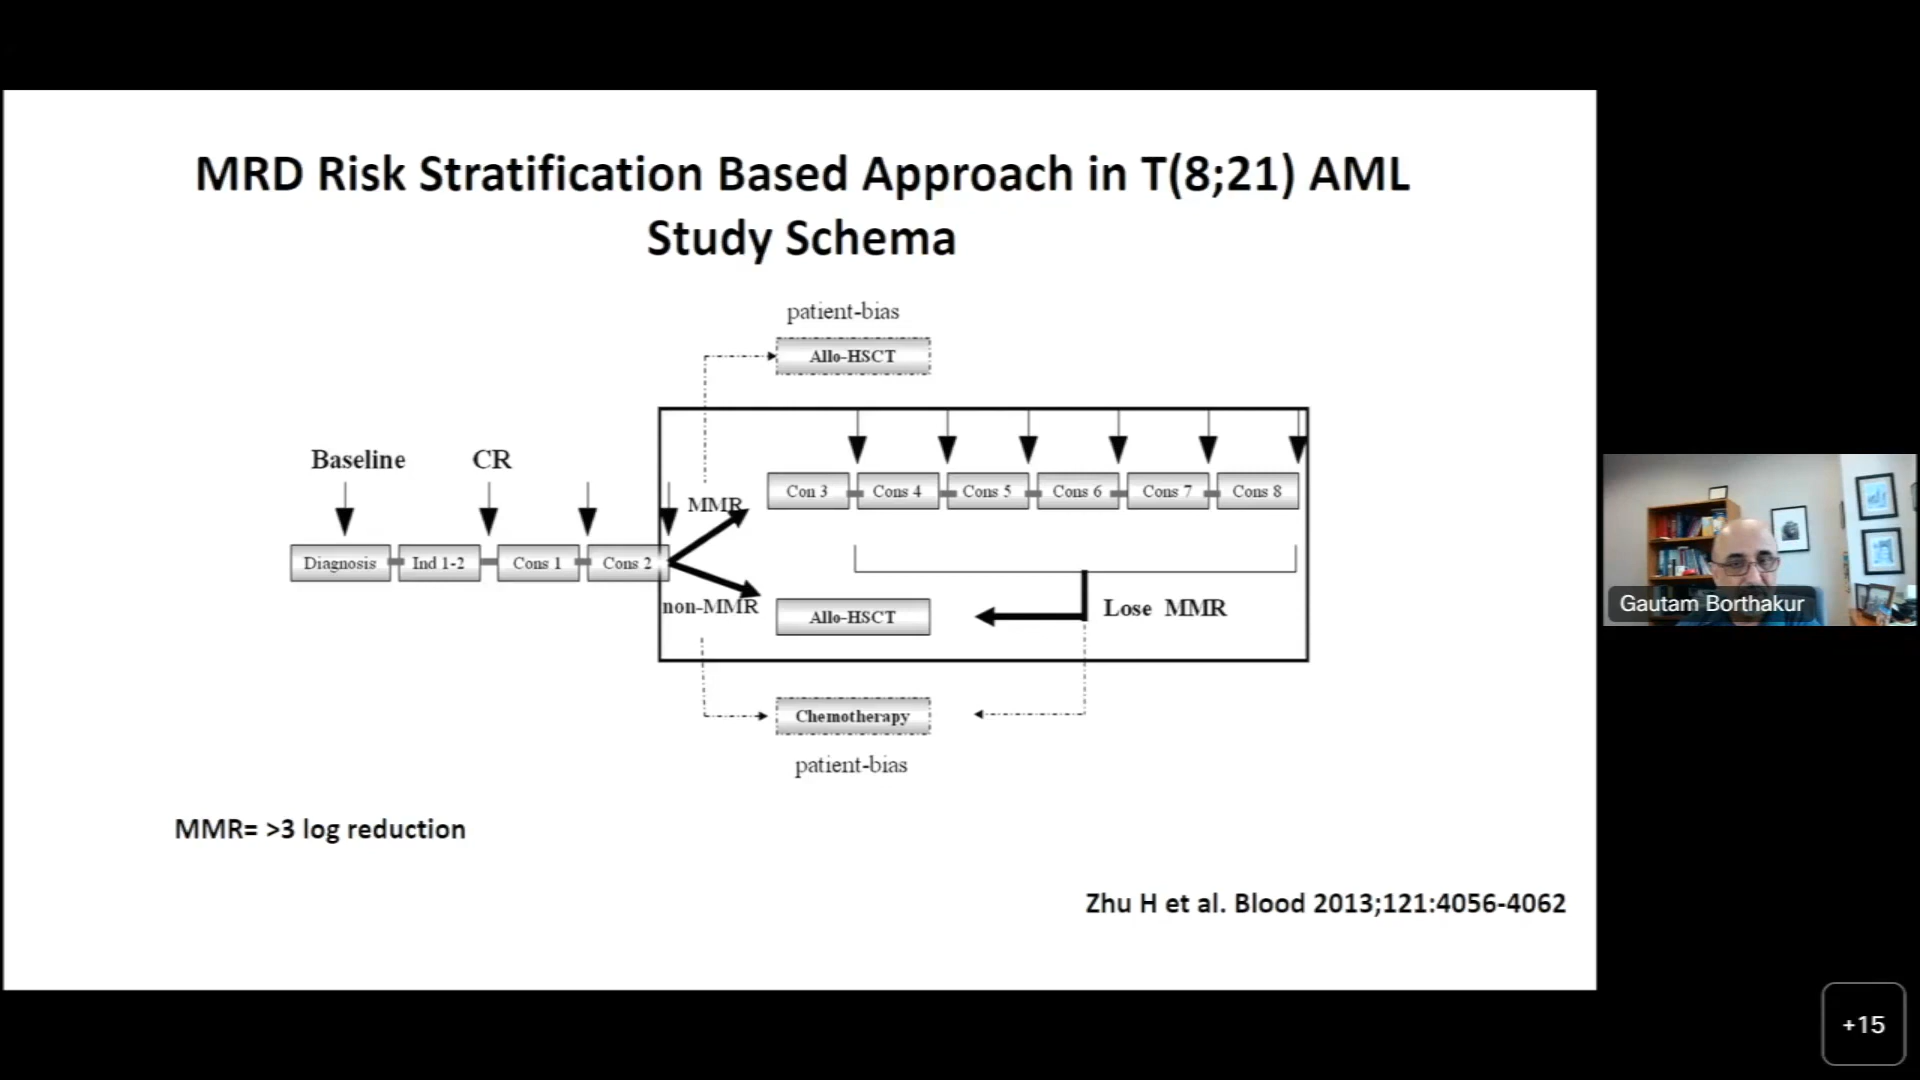 MRD Risk Stratification Based Approach in T(8;21) AML
Study Schema
patient-bias
Allo-HSCT
Baseline
CR
MMR
Con 3
Cons 4
Cons 5
Cons 6
Cons 7
Cons 8
Diagnosis
Ind 1-2
Cons 1
Cons 2
non-MMR
Allo-HSCT
Lose MMR
Chemotherapy
patient-bias
MMR= >3 log reduction
Zhu H et al. Blood 2013;121:4056-4062
Gautam Borthakur
+15